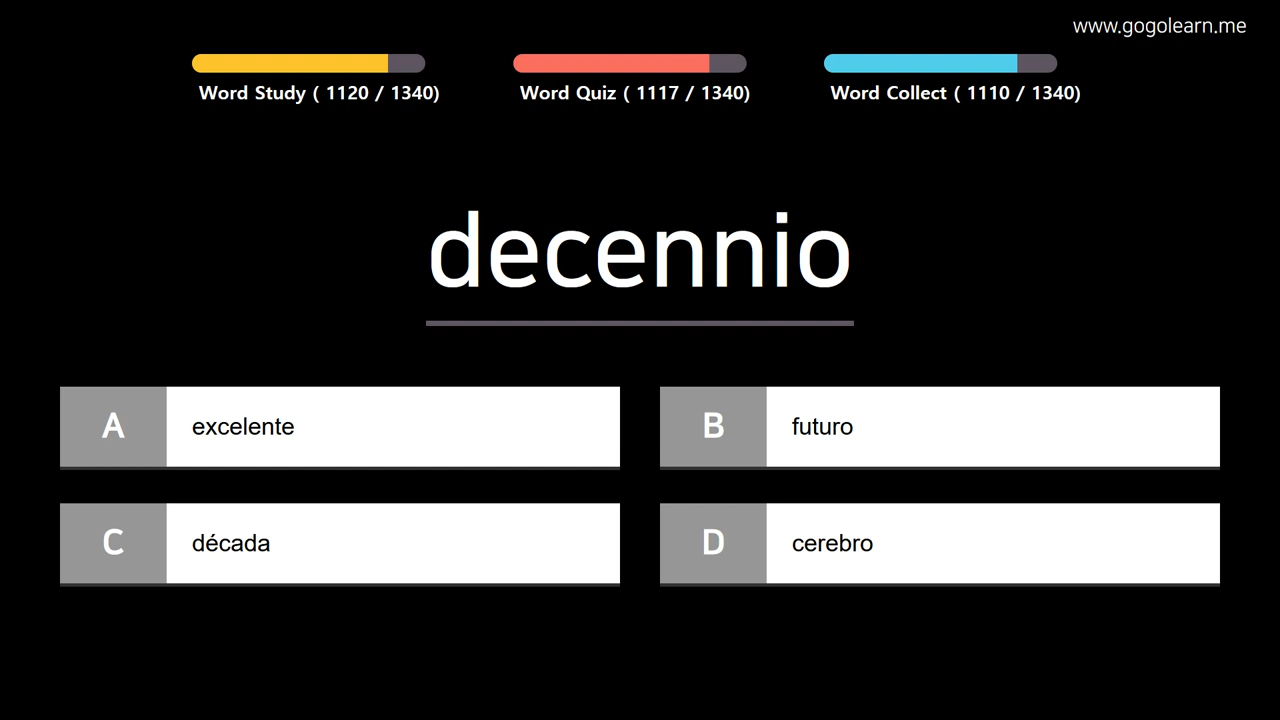 www.gogolearn.me
Word Study ( 1120 / 1340)
Word Quiz ( 1117 / 1340)
Word Collect ( 1110 / 1340)
decennio
A excelente
B futuro
C década
D cerebro